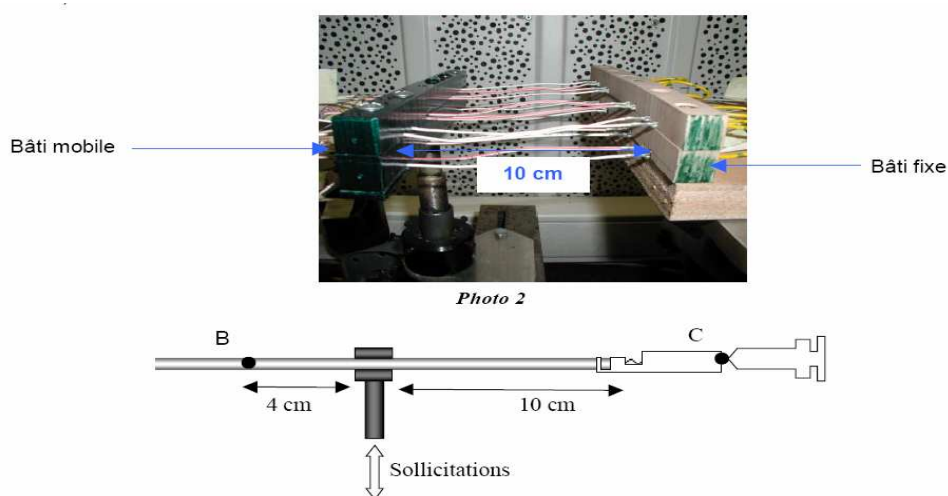 Bâti mobile
10 cm
Bâti fixe
Photo 2
B
C
4 cm
10 cm
Sollicitations